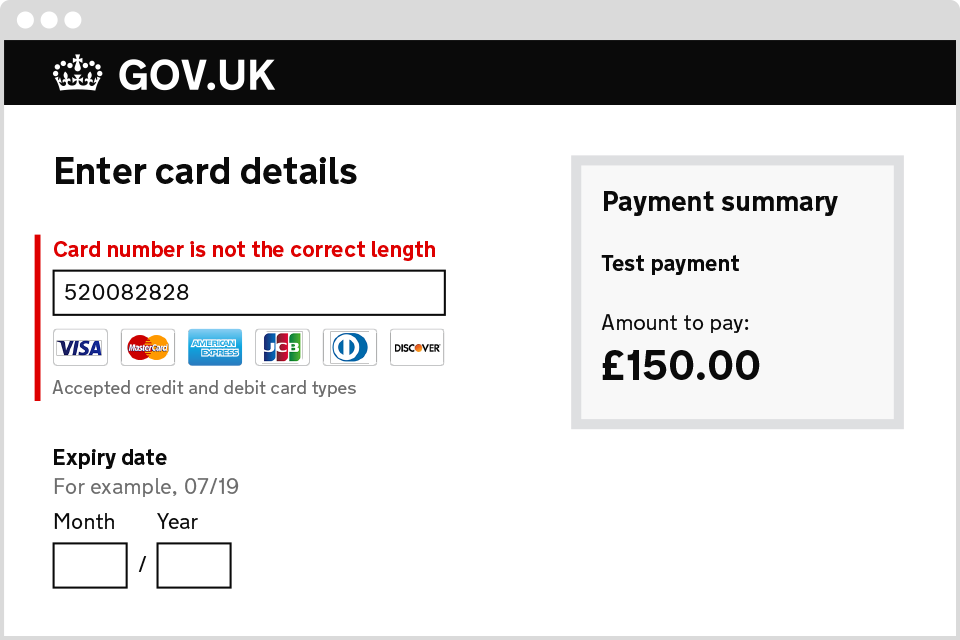 GOV.UK
Enter card details
Card number is not the correct length
520082828
VISA MasterCard AMERICAN EXPRESS JCB DISCOVER
Accepted credit and debit card types
Expiry date
For example, 07/19
Month Year
/
Payment summary
Test payment
Amount to pay:
£150.00